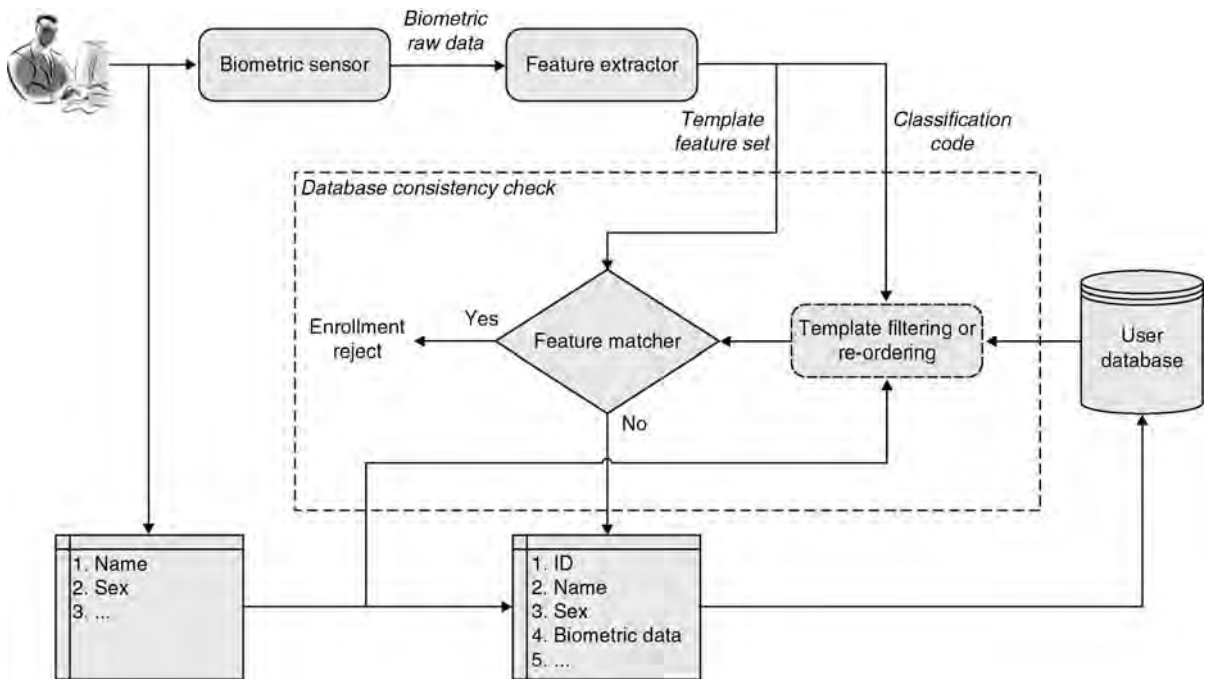 Biometric sensor
Biometric
raw data
Feature extractor
Template
feature set
Classification
code
Database consistency check
Enrollment
reject
Yes
Feature matcher
No
Template filtering or
re-ordering
User
database
1. Name
2. Sex
3. ...
1. ID
2. Name
3. Sex
4. Biometric data
5. ...